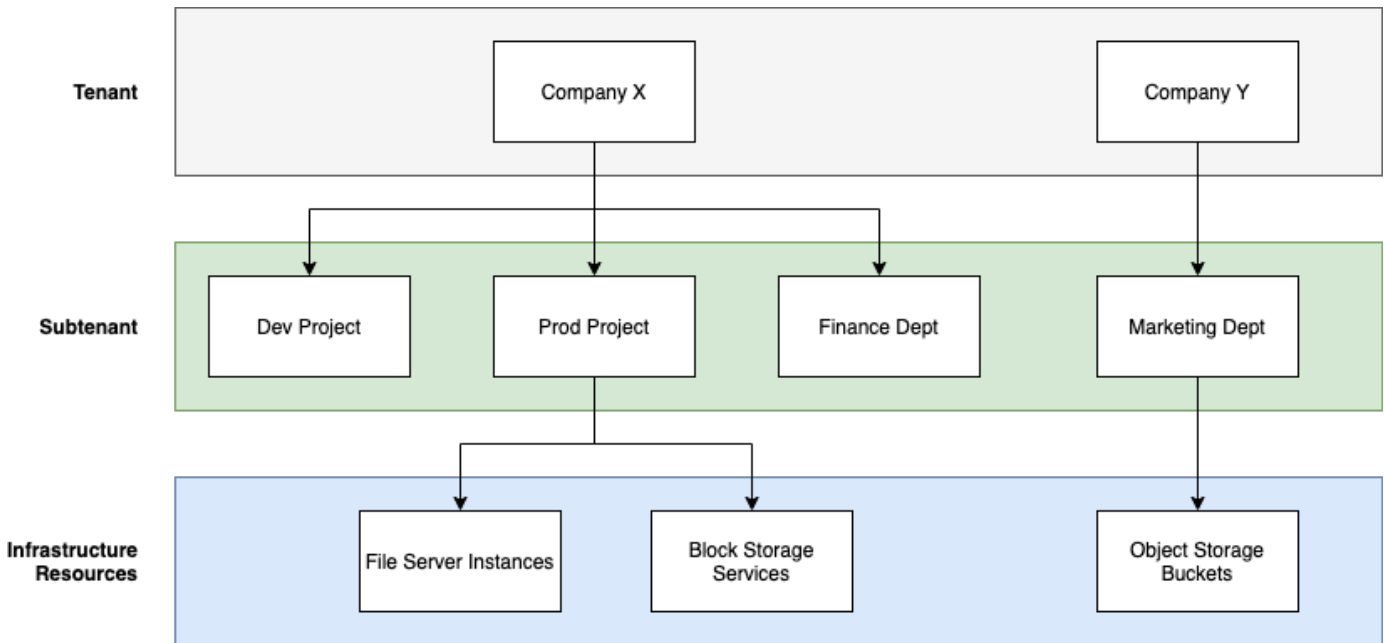 Tenant
Company X
Company Y
Subtenant
Dev Project
Prod Project
Finance Dept
Marketing Dept
Infrastructure
Resources
File Server Instances
Block Storage
Services
Object Storage
Buckets